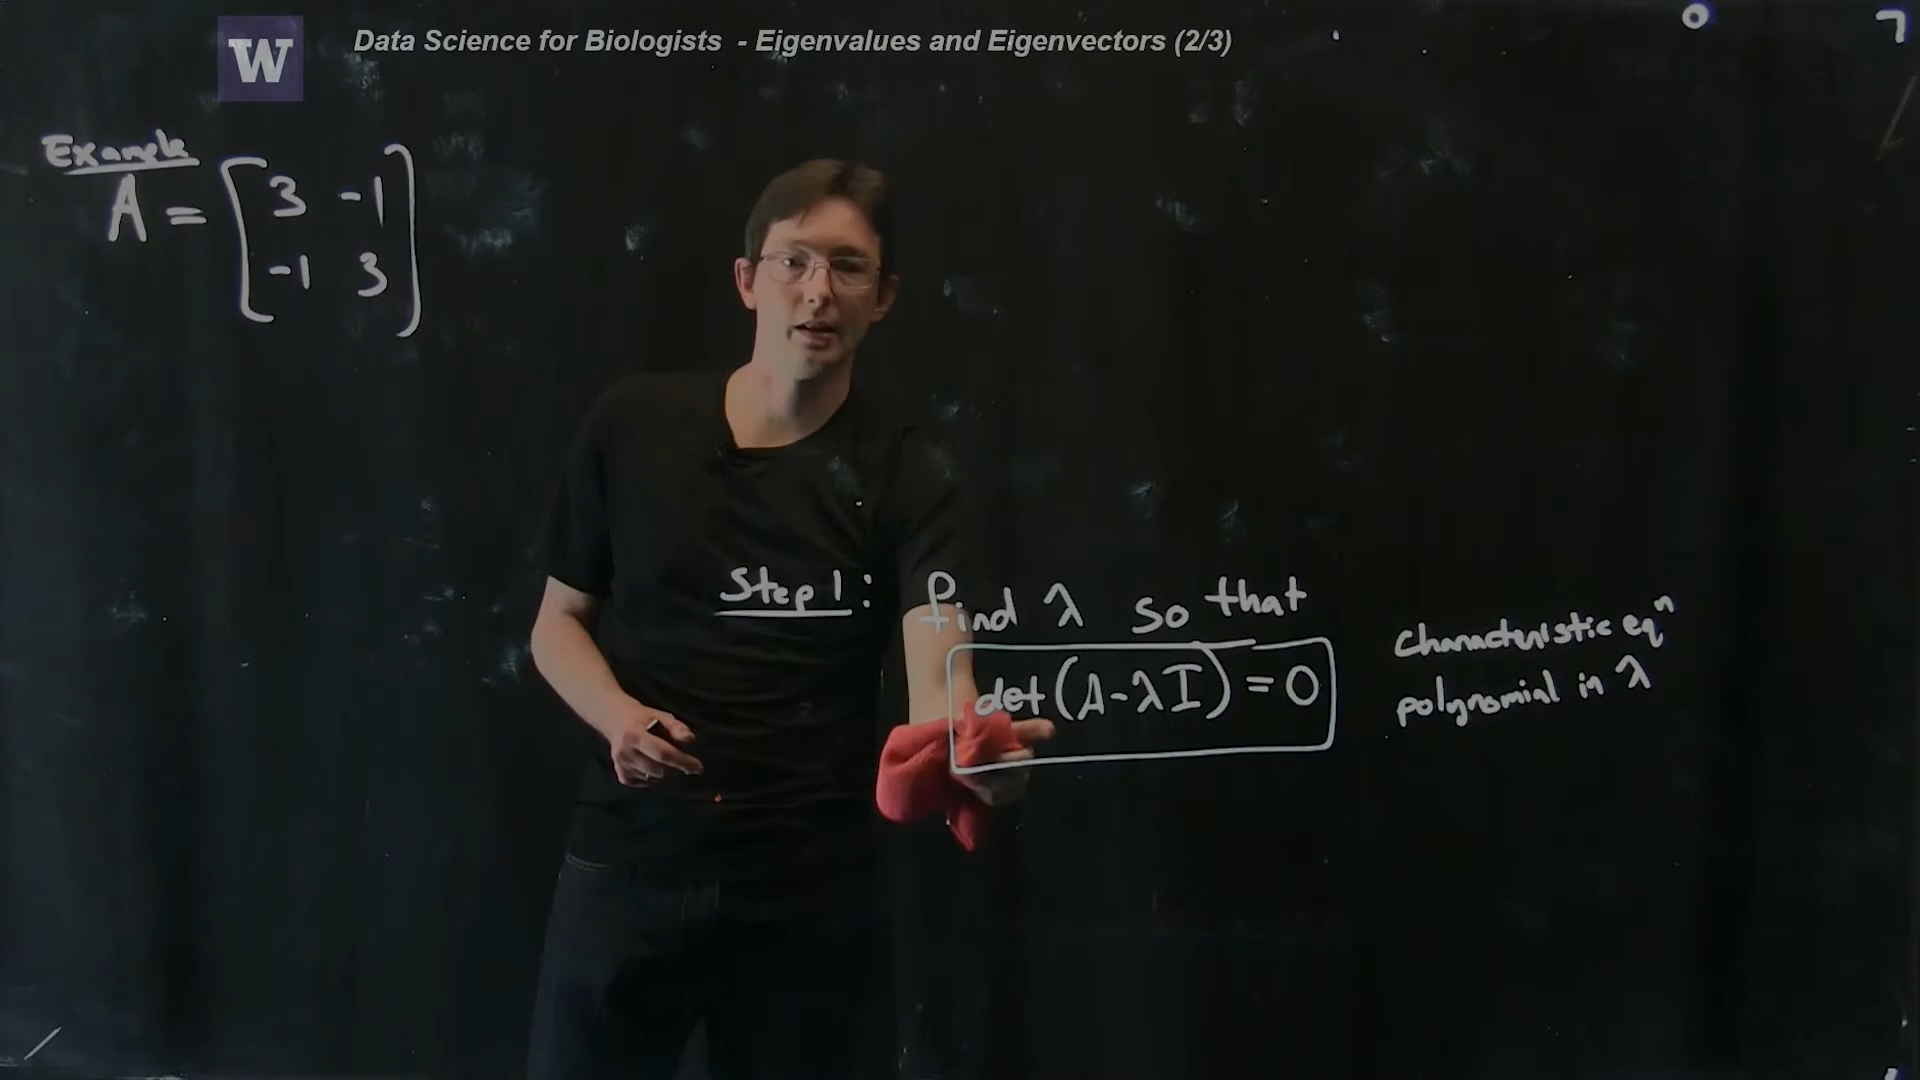 W
Data Science for Biologists - Eigenvalues and Eigenvectors (2/3)
Example
A = [3 -1
-1 3]
Step 1: find λ so that
det(A-λI) = 0
characteristic eqⁿ
polynomial in λ